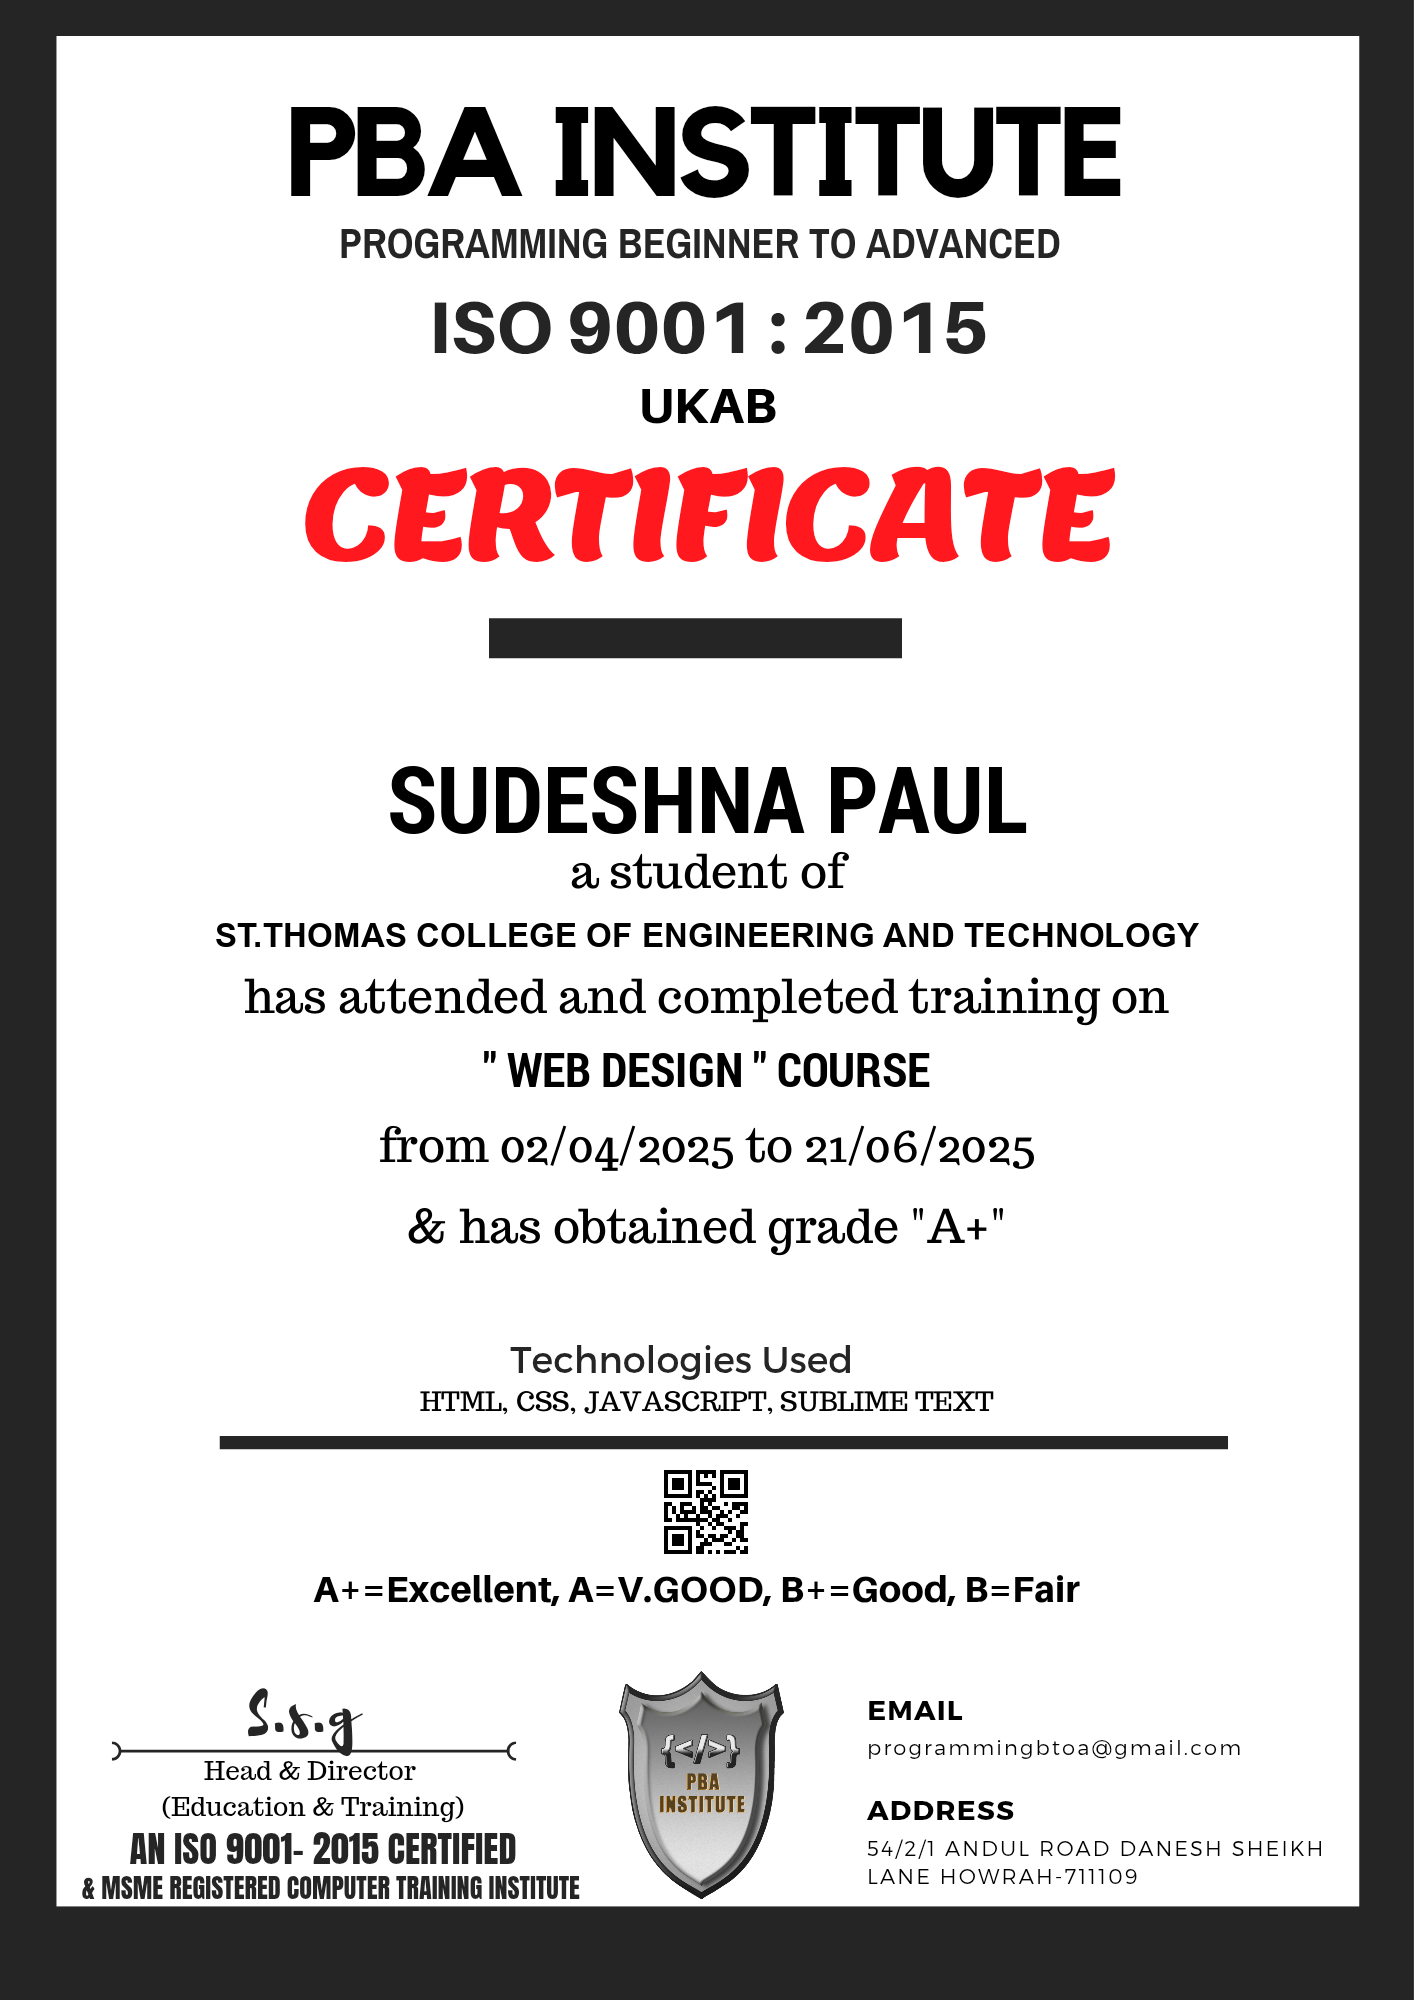 PBA INSTITUTE
PROGRAMMING BEGINNER TO ADVANCED
ISO 9001 : 2015
UKAB
CERTIFICATE
SUDESHNA PAUL
a student of
ST.THOMAS COLLEGE OF ENGINEERING AND TECHNOLOGY
has attended and completed training on
" WEB DESIGN " COURSE
from 02/04/2025 to 21/06/2025
& has obtained grade "A+"
Technologies Used
HTML, CSS, JAVASCRIPT, SUBLIME TEXT
A+=Excellent, A=V.GOOD, B+=Good, B=Fair
S.s.g
Head & Director
(Education & Training)
AN ISO 9001- 2015 CERTIFIED
& MSME REGISTERED COMPUTER TRAINING INSTITUTE
{</>}
PBA
INSTITUTE
EMAIL
programmingbtoa@gmail.com
ADDRESS
54/2/1 ANDUL ROAD DANESH SHEIKH
LANE HOWRAH-711109